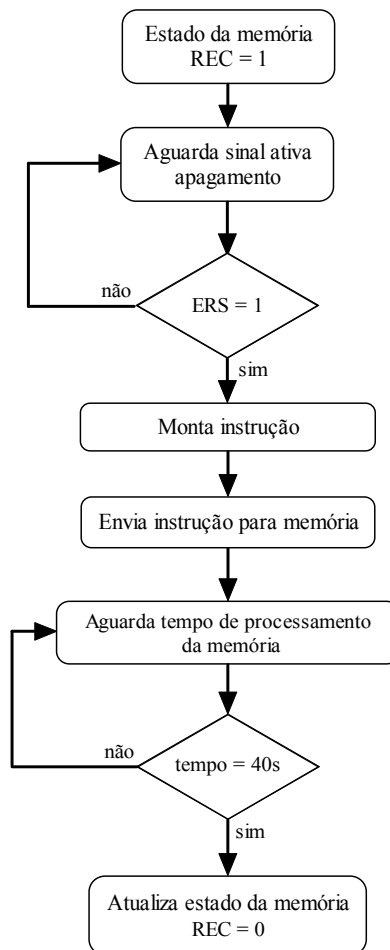 Estado da memória
REC = 1
Aguarda sinal ativa
apagamento
não
ERS = 1
sim
Monta instrução
Envia instrução para memória
Aguarda tempo de processamento
da memória
não
tempo = 40s
sim
Atualiza estado da memória
REC = 0